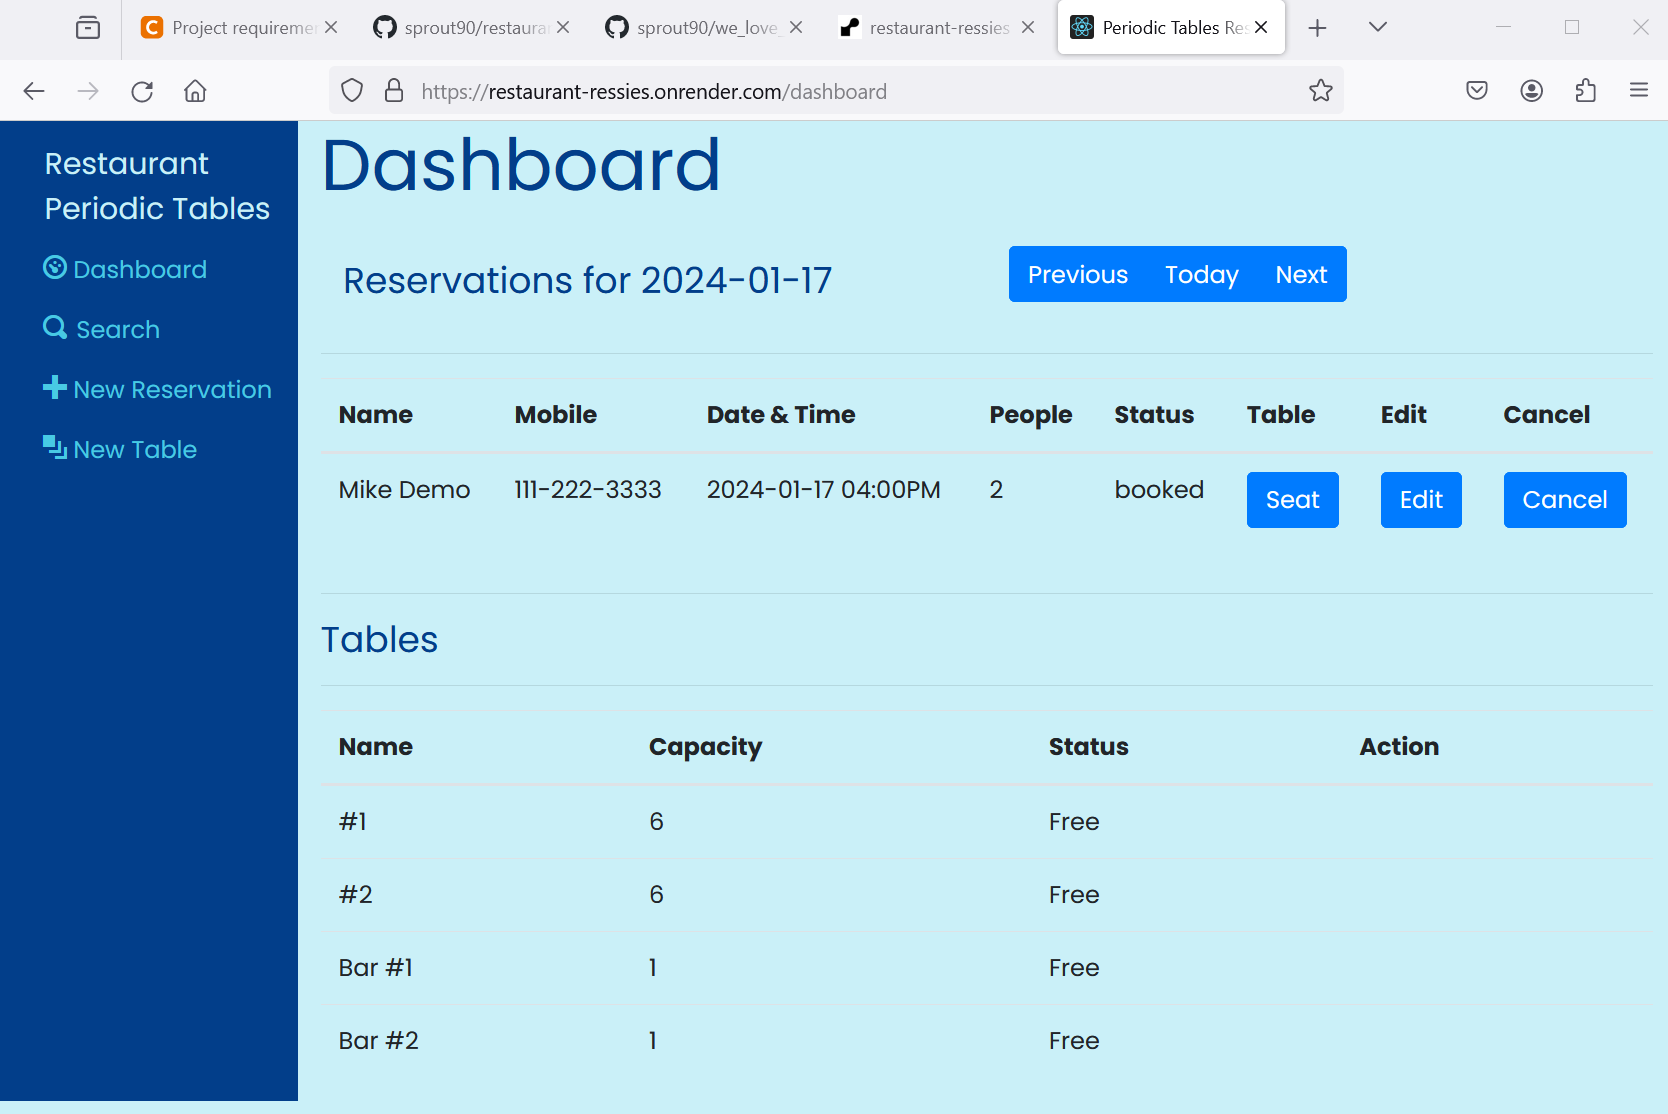 Project requiremen
sprout90/restaura
sprout90/we_love_
restaurant-ressies
Periodic Tables Res
https://restaurant-ressies.onrender.com/dashboard
Restaurant
Periodic Tables
Dashboard
Search
New Reservation
New Table
Dashboard
Reservations for 2024-01-17
Previous Today Next
Name Mobile Date & Time People Status Table Edit Cancel
Mike Demo 111-222-3333 2024-01-17 04:00PM 2 booked Seat Edit Cancel
Tables
Name Capacity Status Action
#1 6 Free
#2 6 Free
Bar #1 1 Free
Bar #2 1 Free